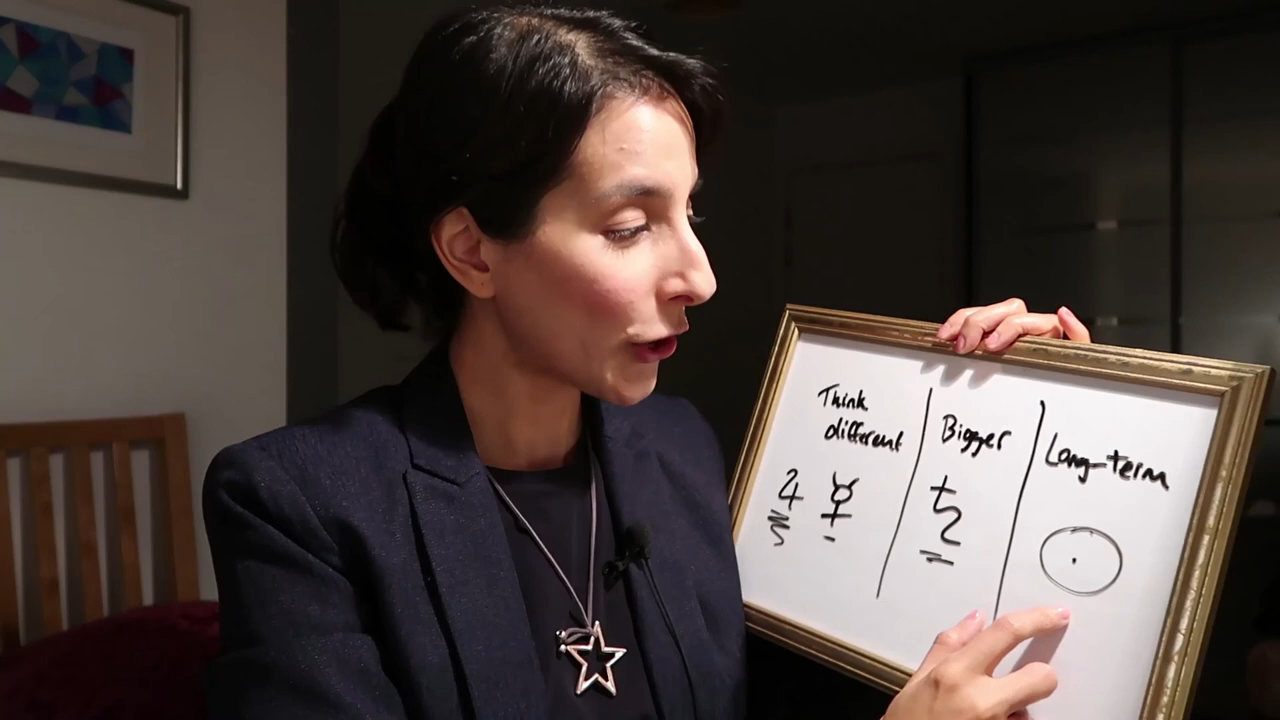 Think
different
Bigger
Long-term
♃ ☿
♄
☉